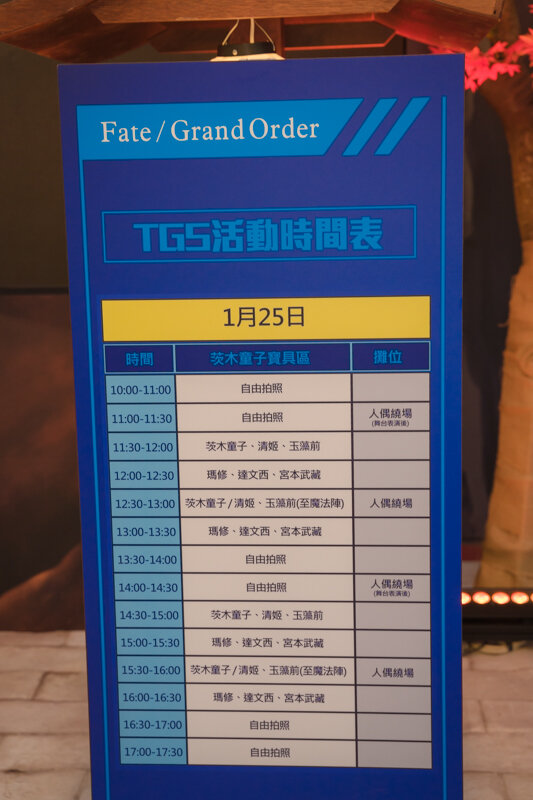 Fate/Grand Order
TGS活動時間表
1月25日
時間 茨木童子寶具區 攤位
10:00-11:00 自由拍照
11:00-11:30 自由拍照 人偶繞場
(舞台表演後)
11:30-12:00 茨木童子、清姬、玉藻前
12:00-12:30 瑪修、達文西、宮本武藏
12:30-13:00 茨木童子/清姬、玉藻前(至魔法陣) 人偶繞場
13:00-13:30 瑪修、達文西、宮本武藏
13:30-14:00 自由拍照
14:00-14:30 自由拍照 人偶繞場
(舞台表演後)
14:30-15:00 茨木童子、清姬、玉藻前
15:00-15:30 瑪修、達文西、宮本武藏
15:30-16:00 茨木童子/清姬、玉藻前(至魔法陣) 人偶繞場
16:00-16:30 瑪修、達文西、宮本武藏
16:30-17:00 自由拍照
17:00-17:30 自由拍照